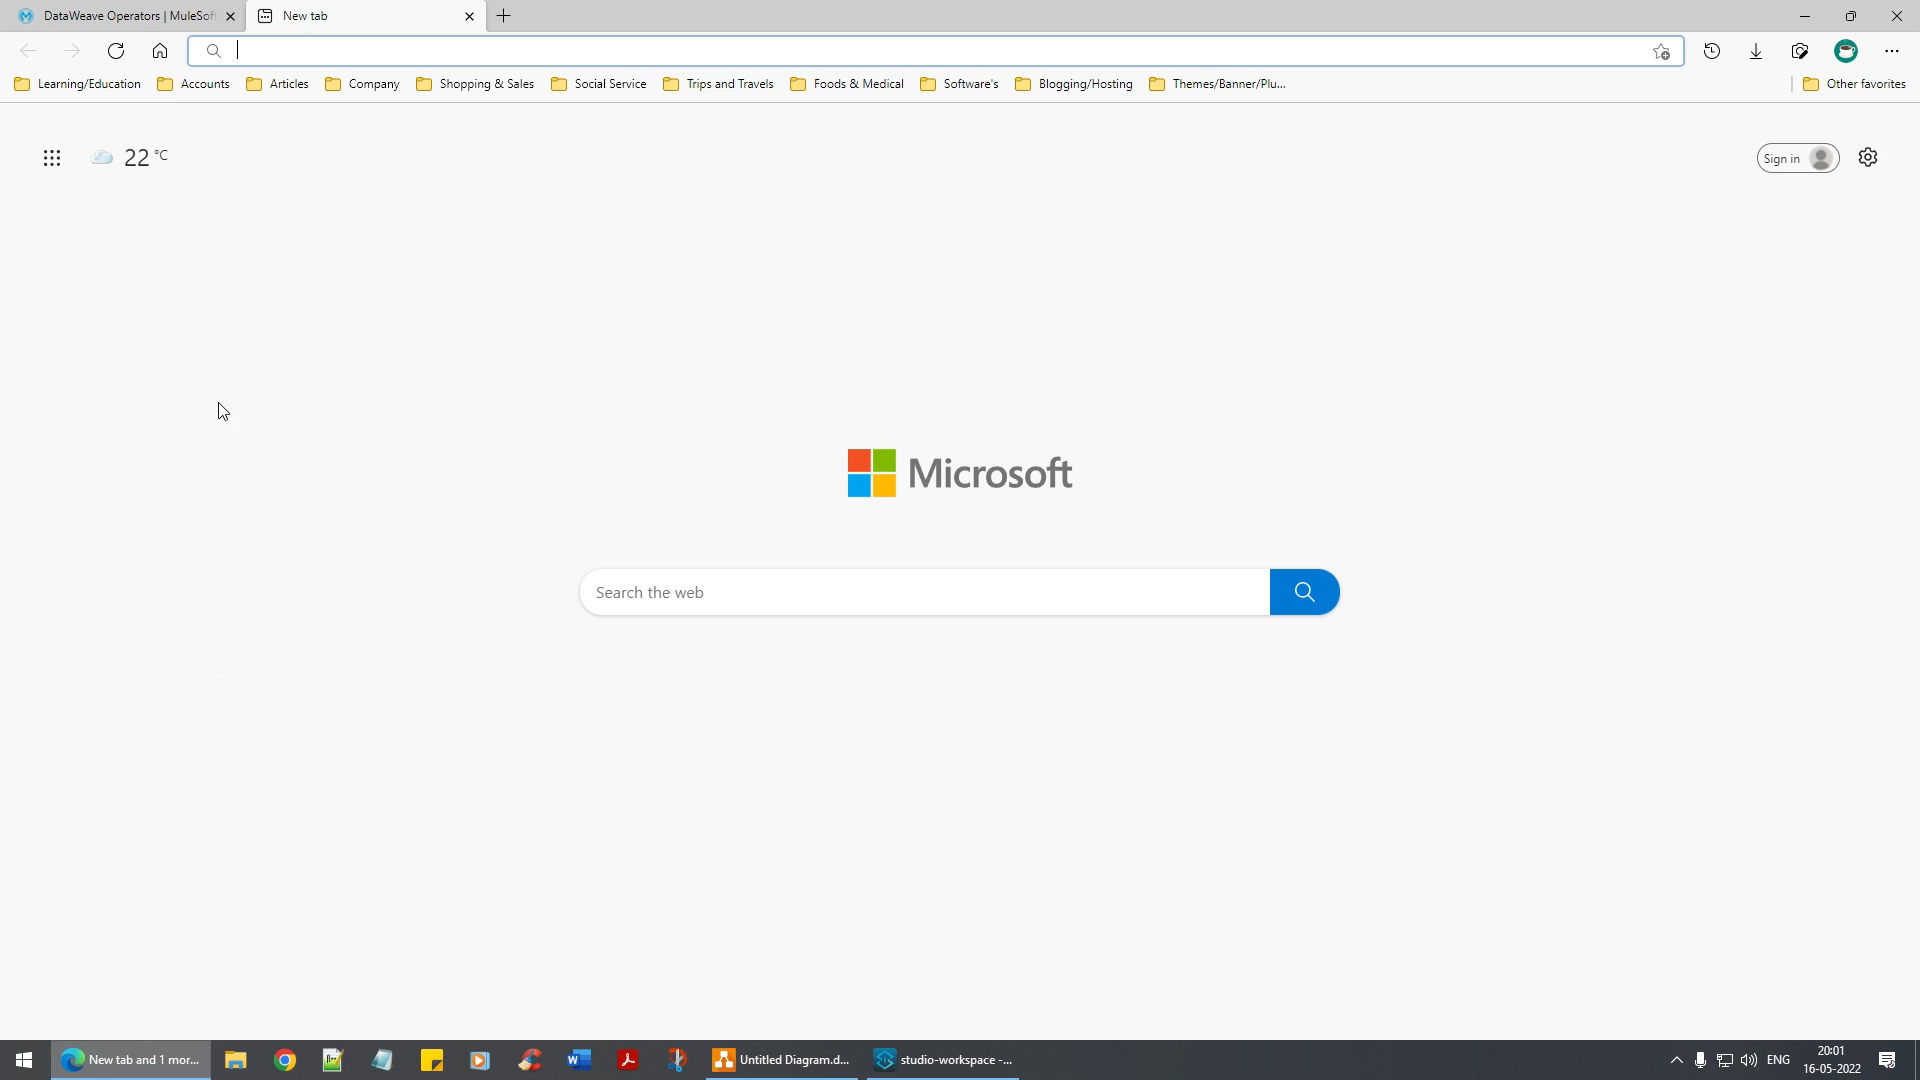 DataWeave Operators | MuleSoft
New tab
Learning/Education
Accounts
Articles
Company
Shopping & Sales
Social Service
Trips and Travels
Foods & Medical
Software's
Blogging/Hosting
Themes/Banner/Plu...
Other favorites
22 °C
Sign in
Microsoft
Search the web
New tab and 1 mor...
Untitled Diagram.d...
studio-workspace -...
ENG
20:01
16-05-2022